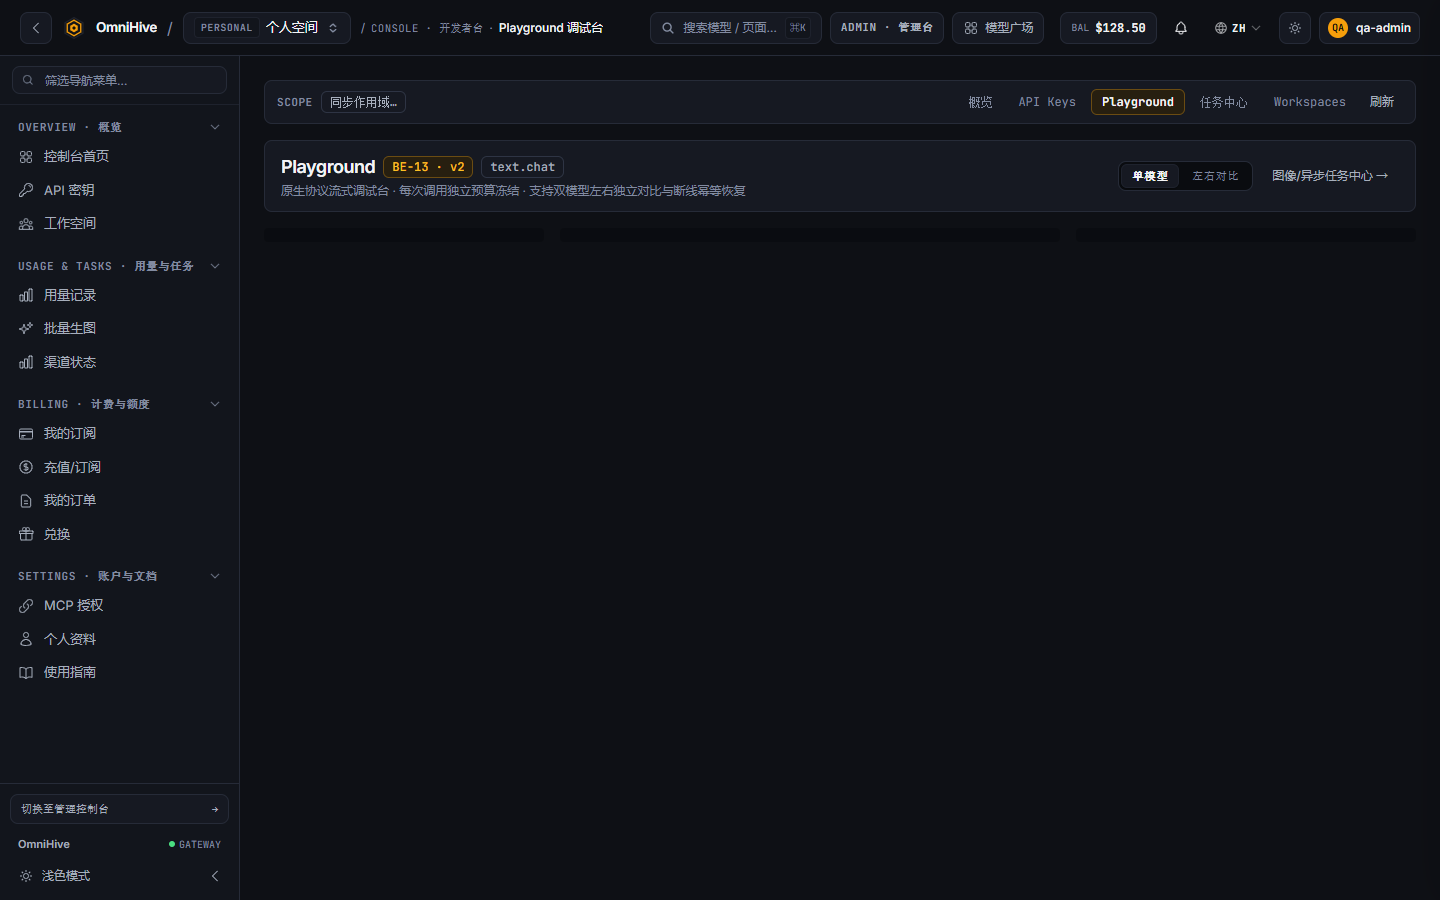 OmniHive / PERSONAL 个人空间 / CONSOLE · 开发者台 · Playground 调试台 搜索模型 / 页面... ⌘K ADMIN · 管理台 模型广场 BAL $128.50 ZH QA qa-admin
筛选导航菜单...
OVERVIEW · 概览
控制台首页
API 密钥
工作空间
USAGE & TASKS · 用量与任务
用量记录
批量生图
渠道状态
BILLING · 计费与额度
我的订阅
充值/订阅
我的订单
兑换
SETTINGS · 账户与文档
MCP 授权
个人资料
使用指南
切换至管理控制台 →
OmniHive GATEWAY
浅色模式
SCOPE 同步作用域… 概览 API Keys Playground 任务中心 Workspaces 刷新
Playground BE-13 · v2 text.chat
原生协议流式调试台 · 每次调用独立预算冻结 · 支持双模型左右独立对比与断线幂等恢复
单模型 左右对比 图像/异步任务中心 →